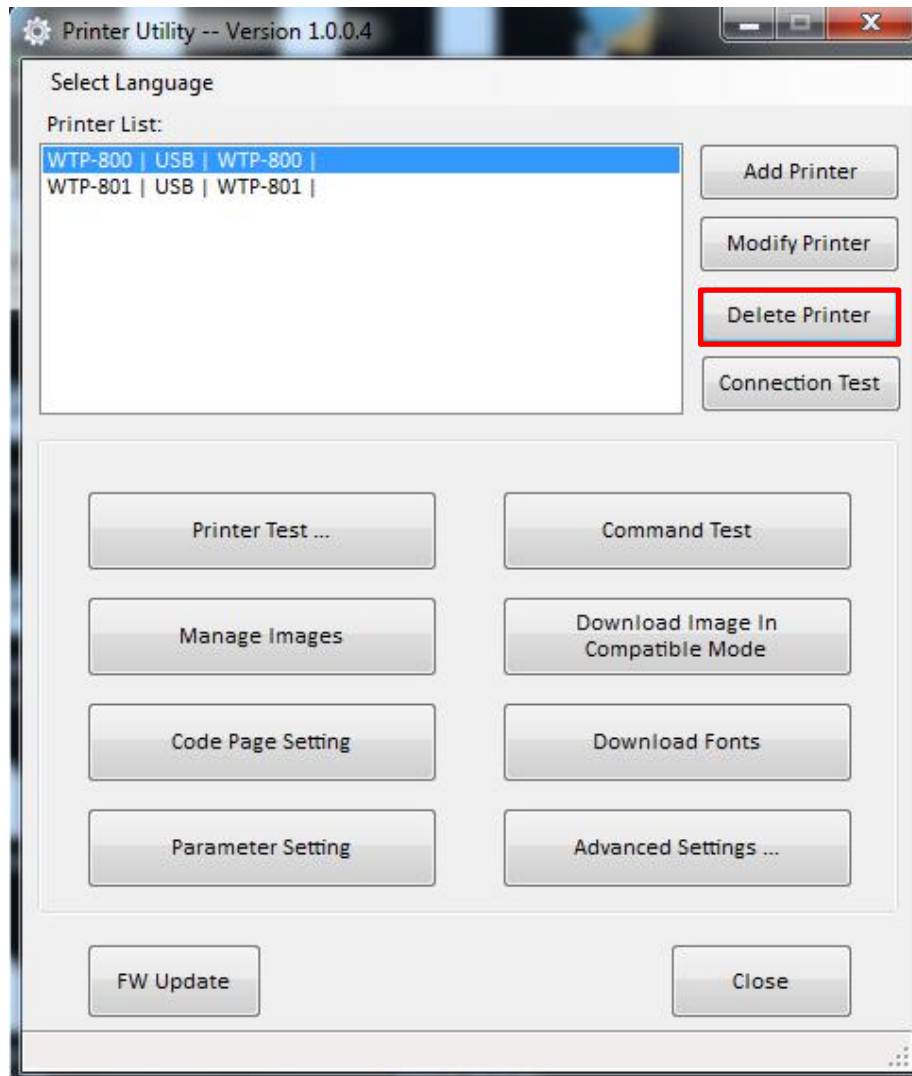 Printer Utility -- Version 1.0.0.4
Select Language
Printer List:
WTP-800 | USB | WTP-800 |
WTP-801 | USB | WTP-801 |
Add Printer
Modify Printer
Delete Printer
Connection Test
Printer Test ...
Command Test
Manage Images
Download Image In
Compatible Mode
Code Page Setting
Download Fonts
Parameter Setting
Advanced Settings ...
FW Update
Close